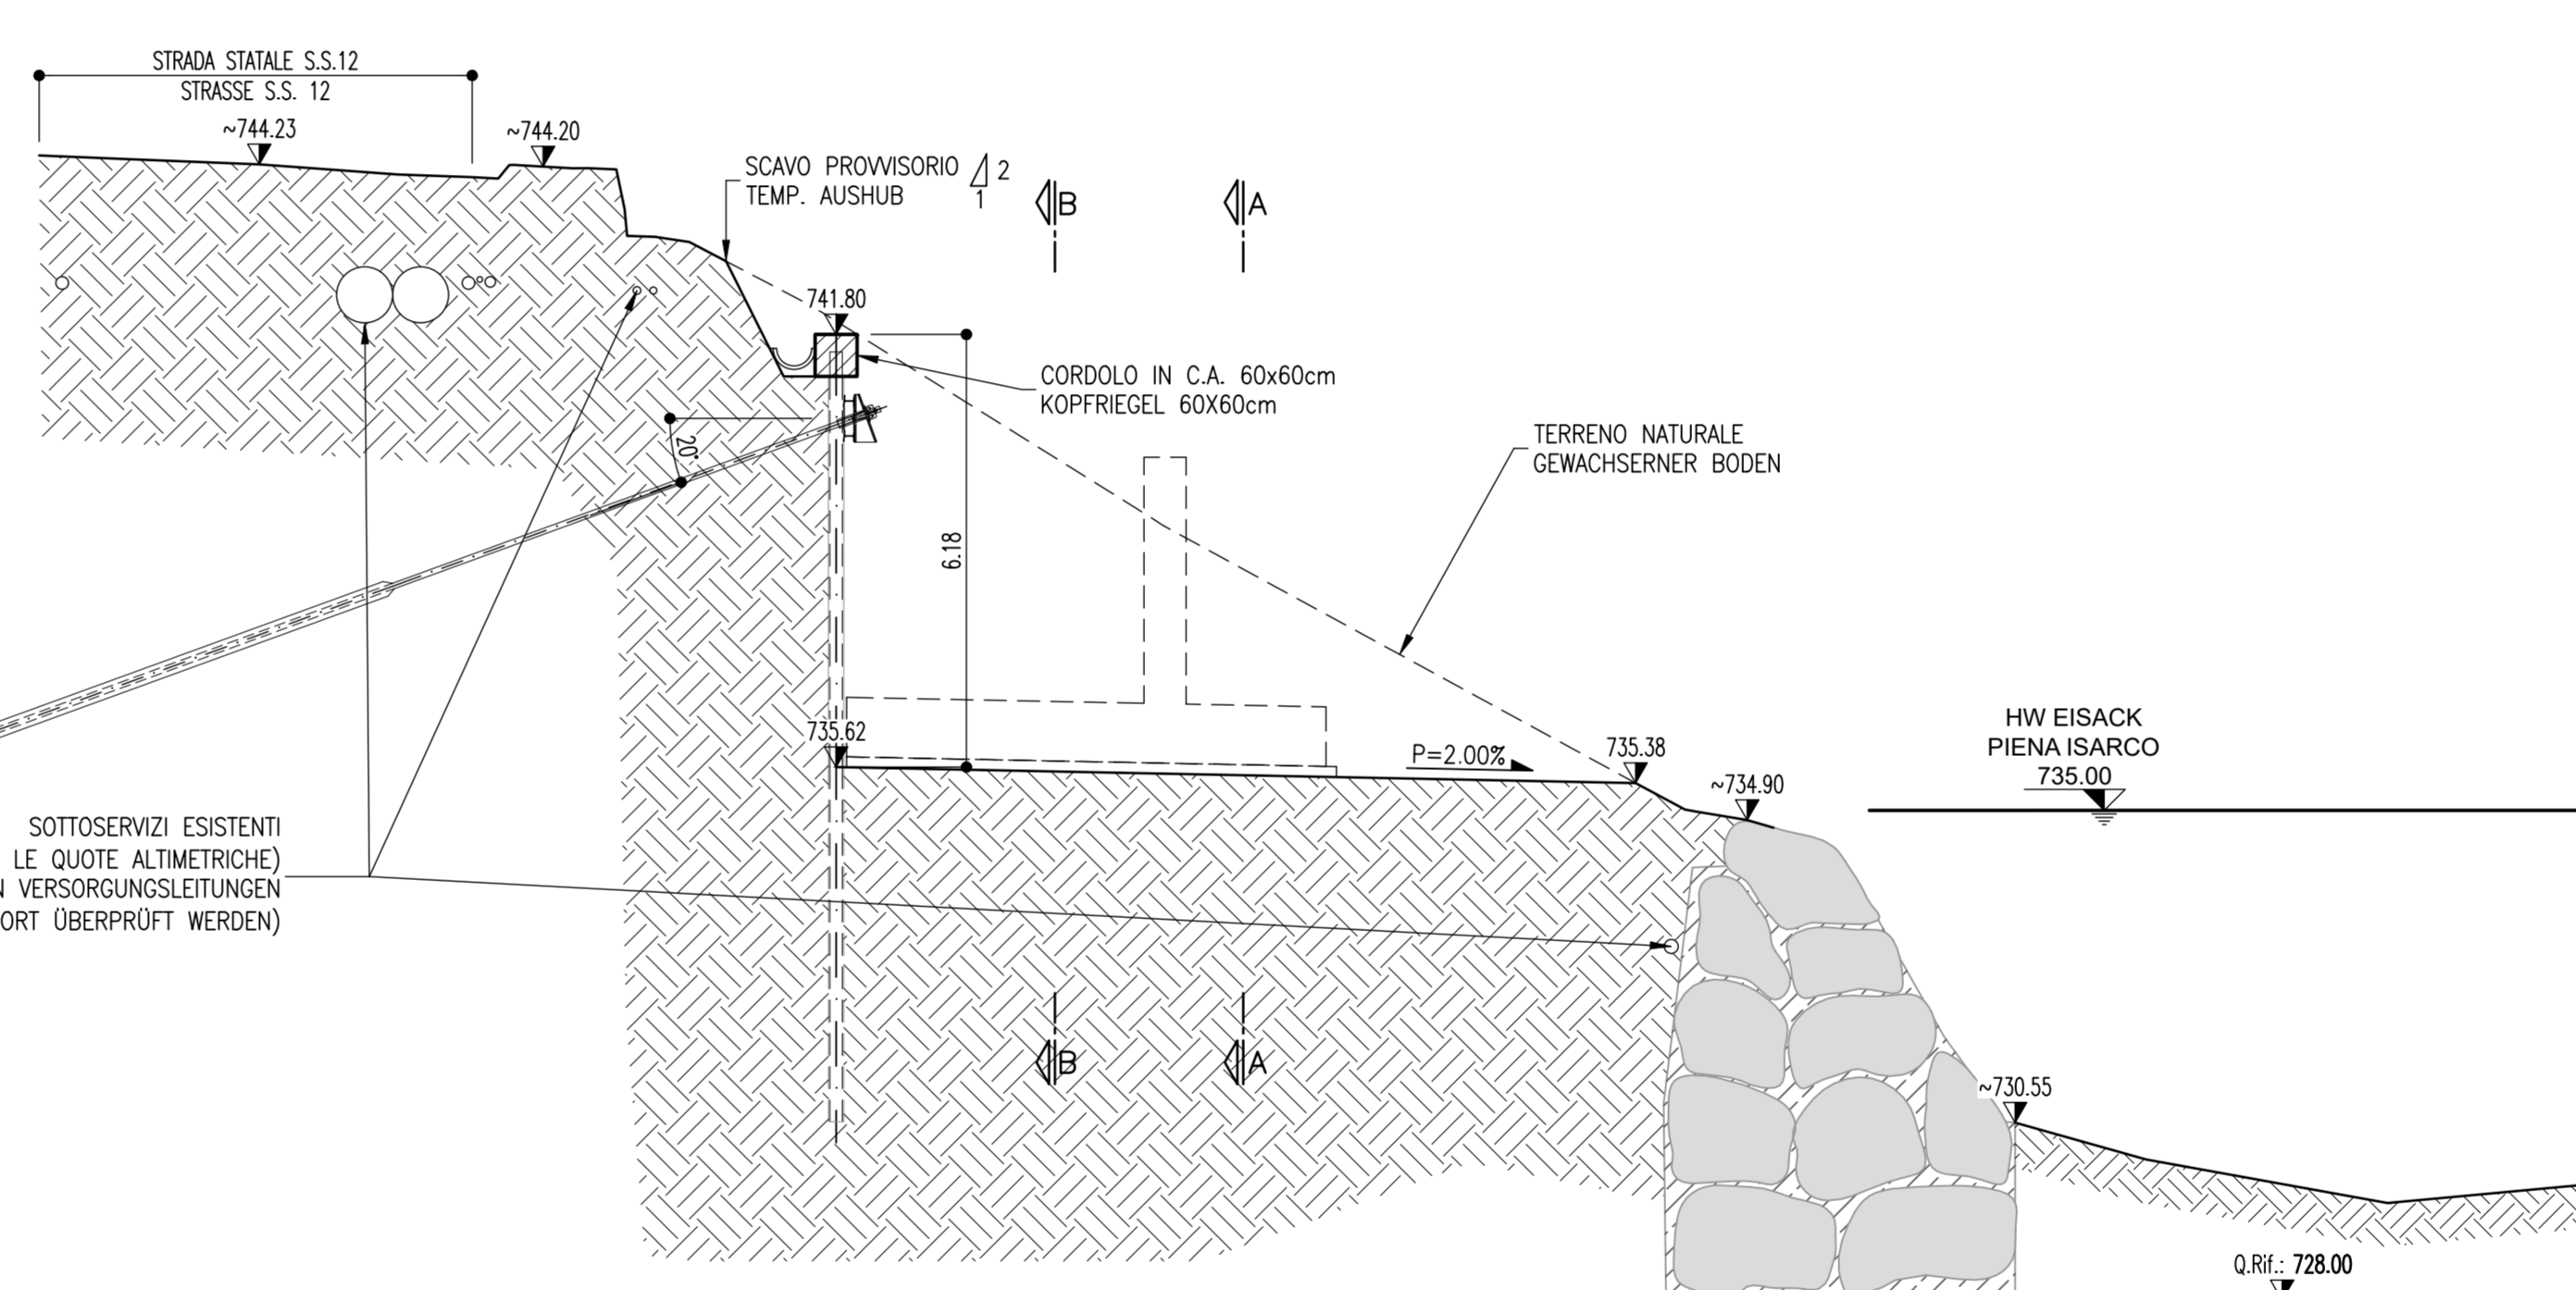 STRADA STATALE S.S.12
STRASSE S.S. 12
~744.23
~744.20
SCAVO PROVVISORIO 2
1
TEMP. AUSHUB
B
A
741.80
CORDOLO IN C.A. 60x60cm
KOPFRIEGEL 60X60cm
20°
TERRENO NATURALE
GEWACHSERNER BODEN
6.18
735.62
P=2.00%
735.38
~734.90
HW EISACK
PIENA ISARCO
735.00
SOTTOSERVIZI ESISTENTI
LE QUOTE ALTIMETRICHE)
N VERSORGUNGSLEITUNGEN
ORT ÜBERPRÜFT WERDEN)
B
A
~730.55
Q.Rif.: 728.00